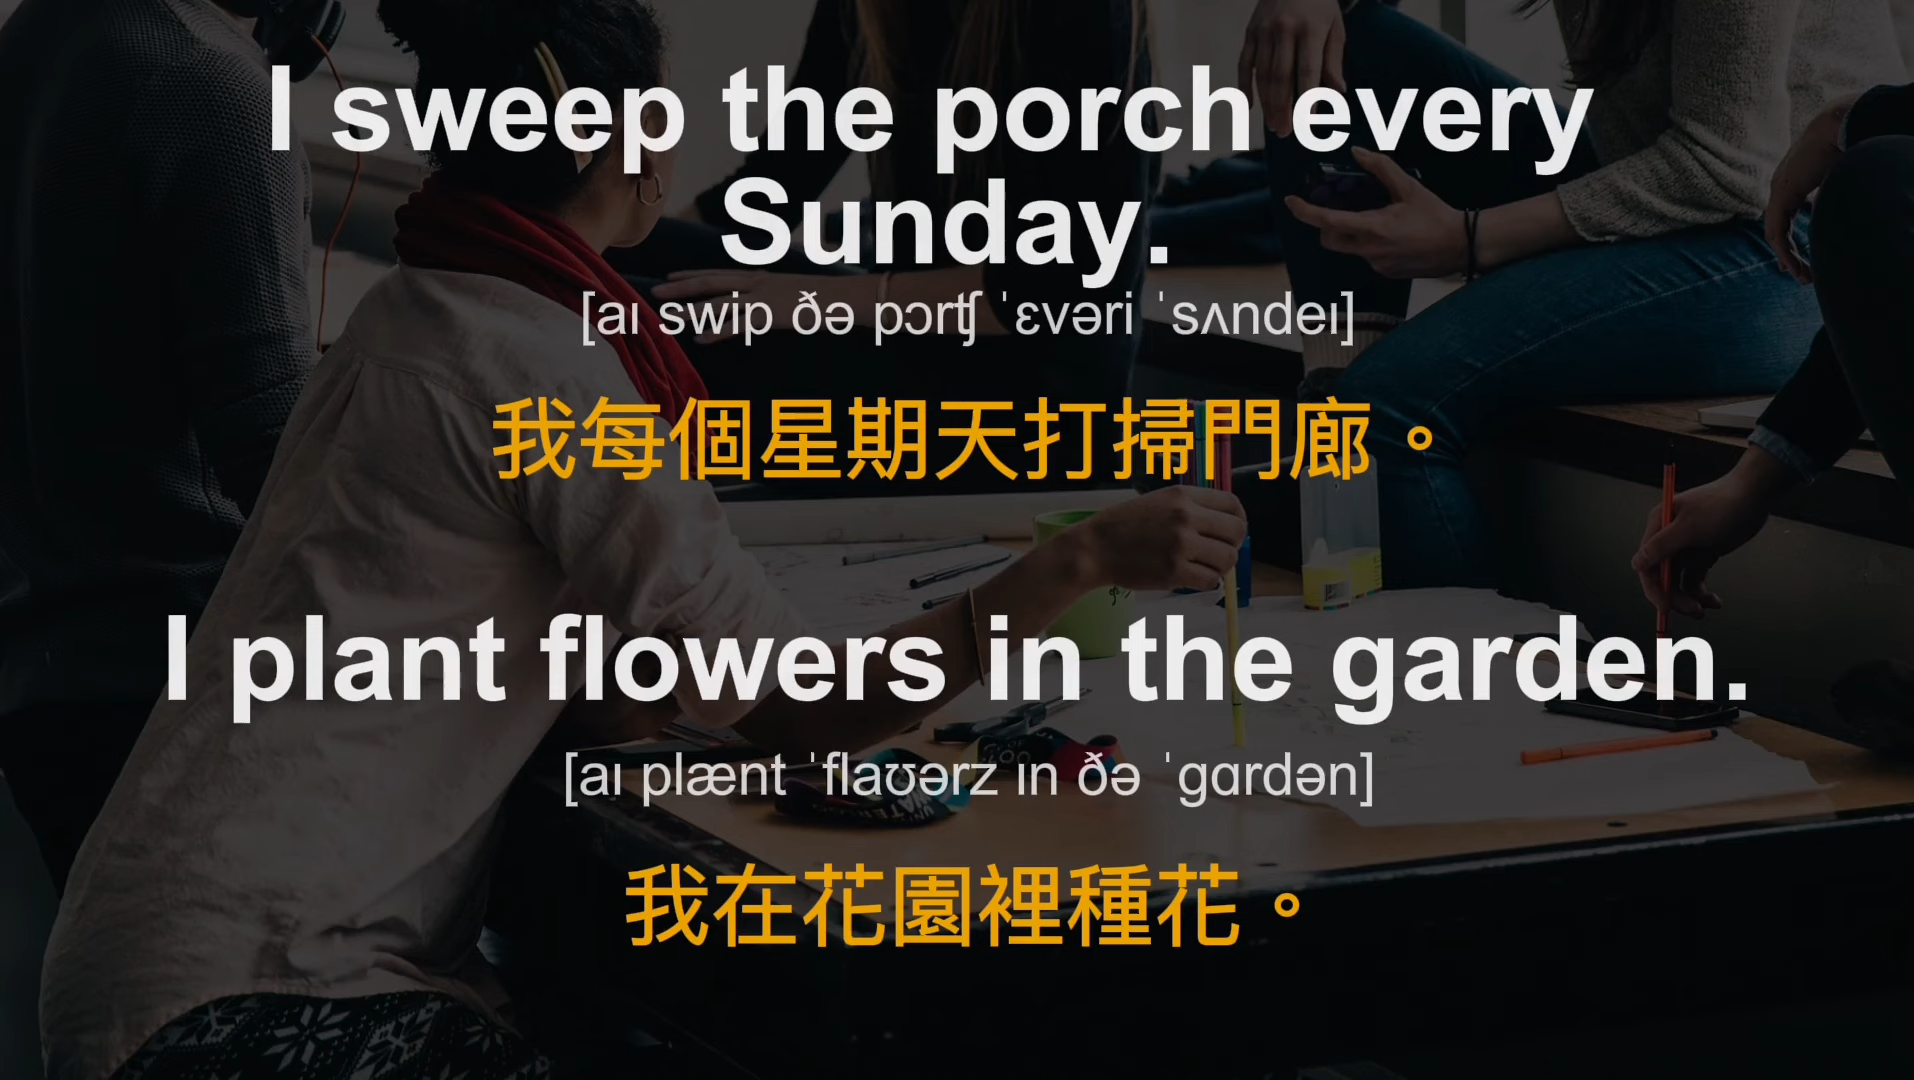 I sweep the porch every
Sunday.
[aɪ swip ðə pɔrʧ ˈɛvəri ˈsʌndeɪ]
我每個星期天打掃門廊。
I plant flowers in the garden.
[aɪ plænt ˈflaʊərz ɪn ðə ˈgɑrdən]
我在花園裡種花。